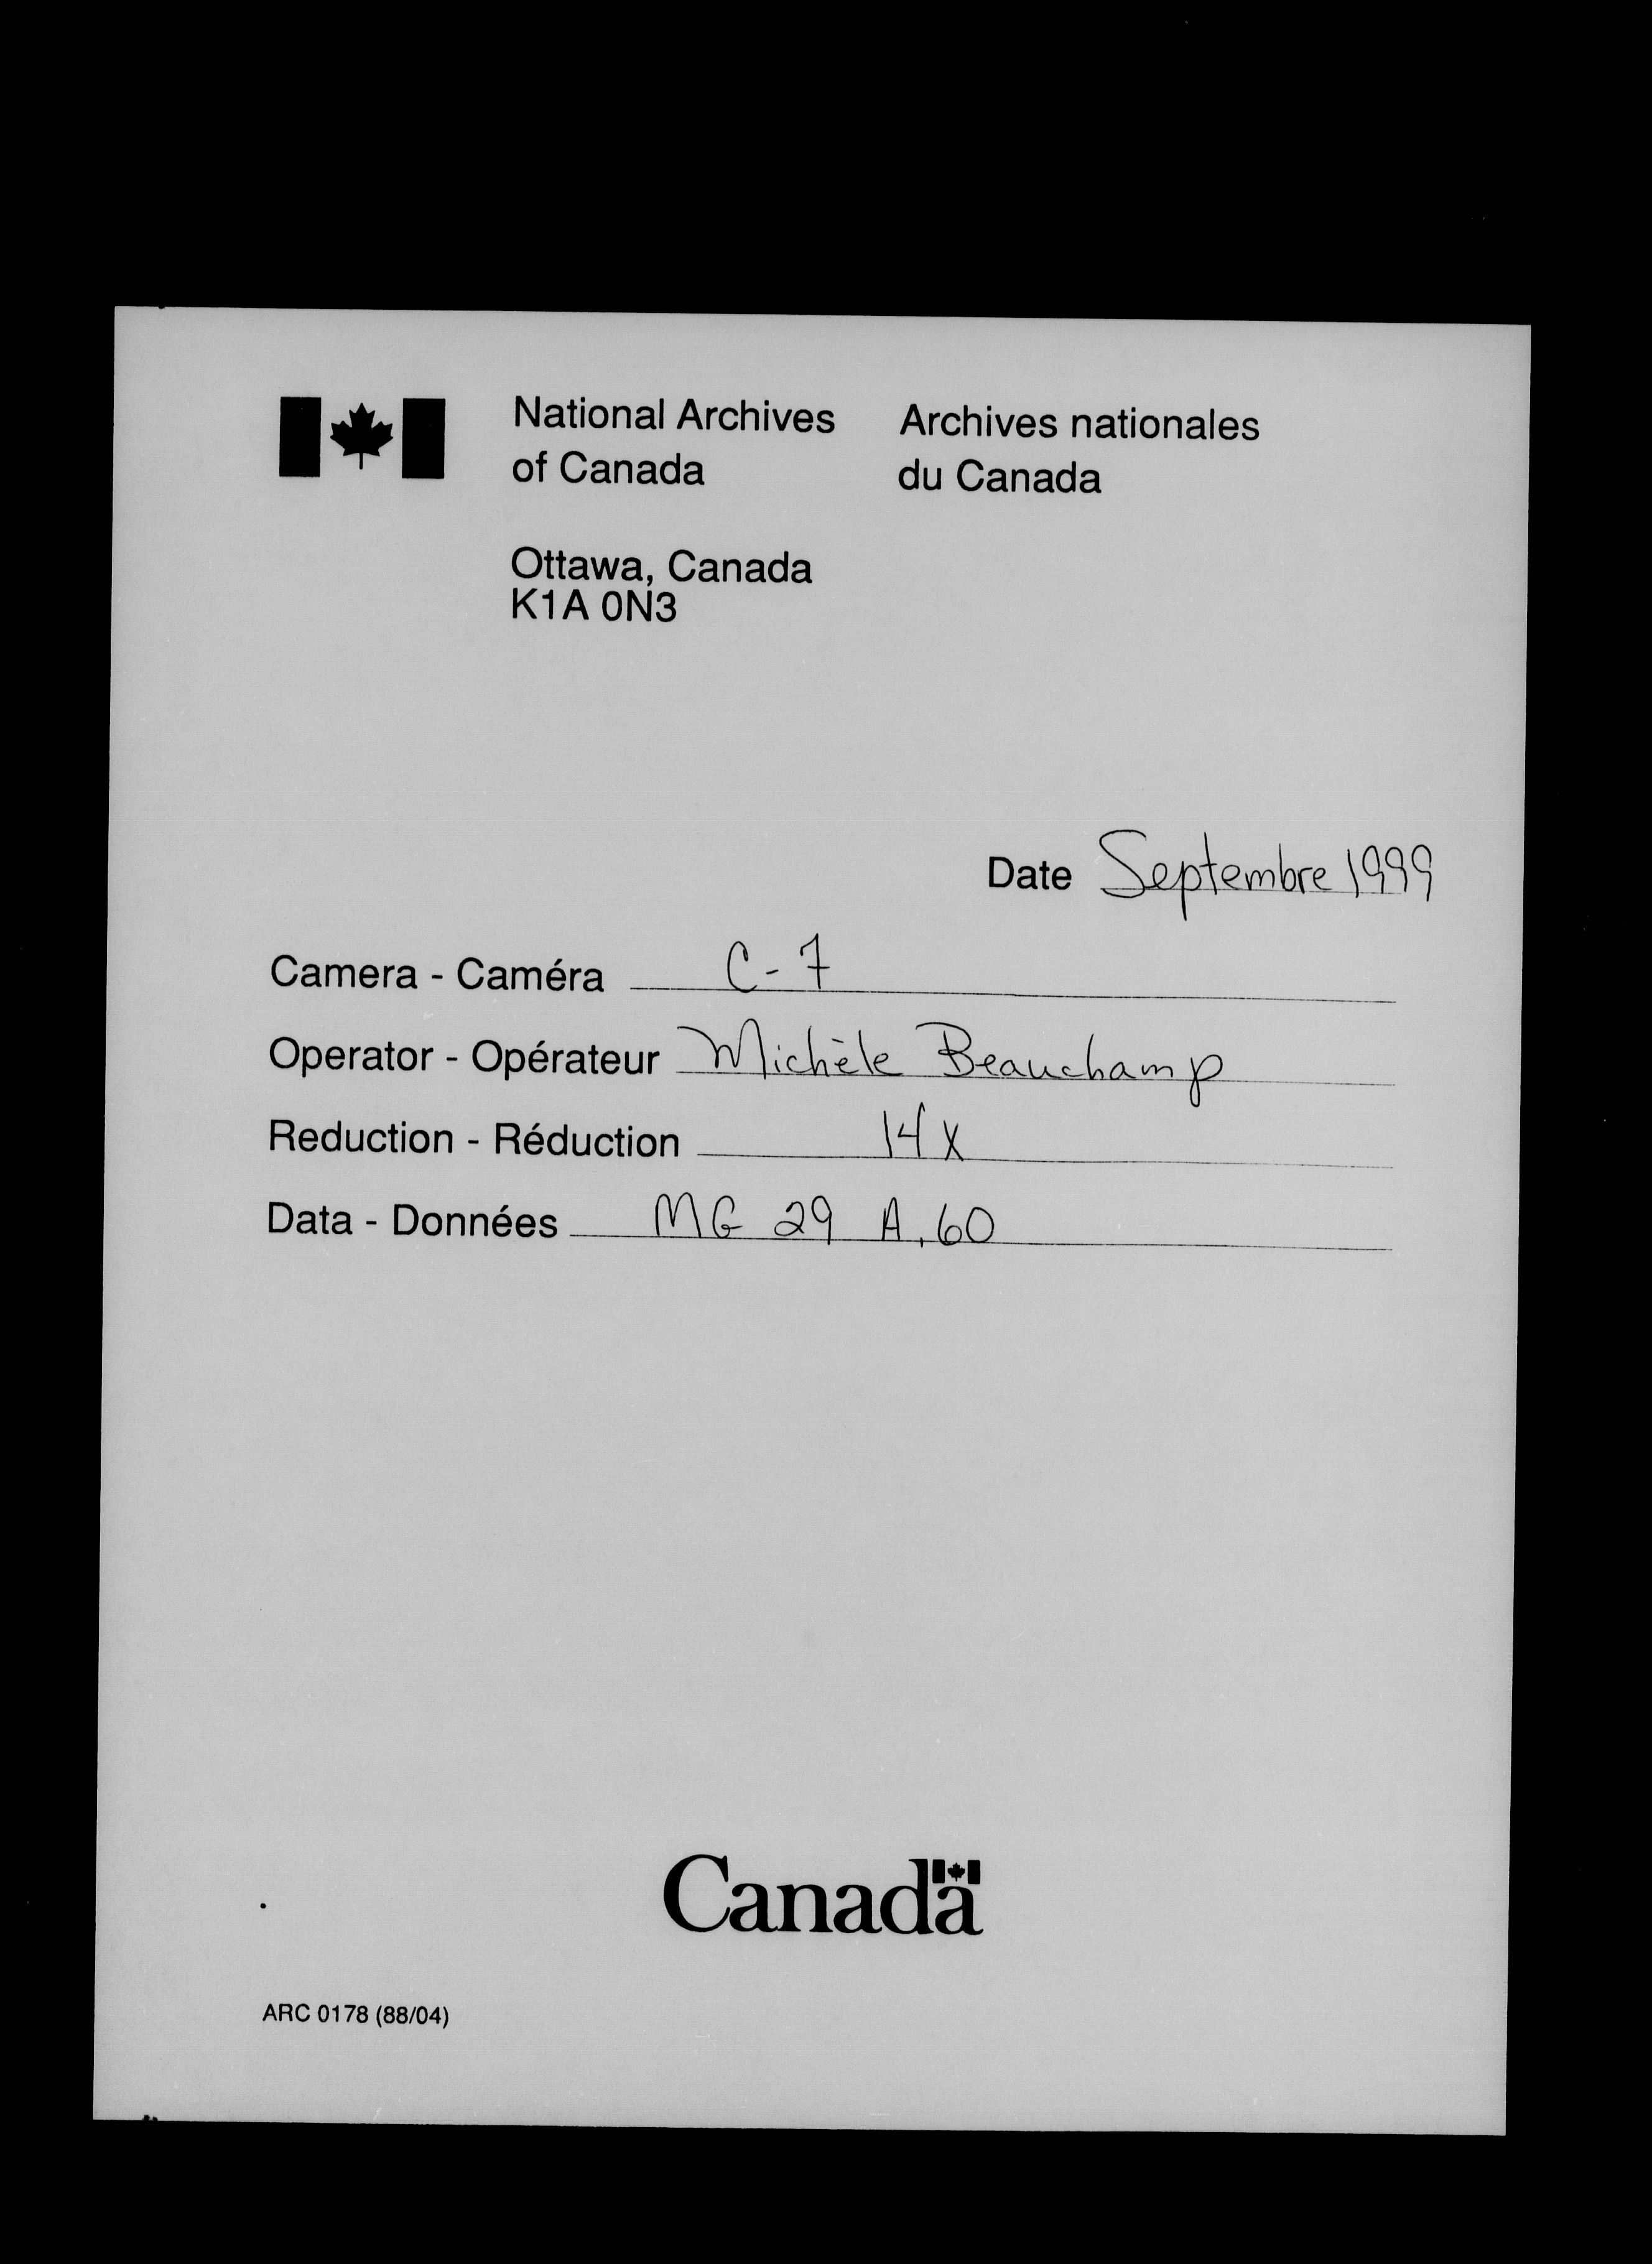 National Archives
of Canada
Archives nationales
du Canada
Ottawa, Canada
K1A 0N3
Date Septembre 1999
Camera - Caméra C-7
Operator - Opérateur Michèle Beauchamp
Reduction - Réduction 14X
Data - Données MG 29 A.60
Canada
ARC 0178 (88/04)